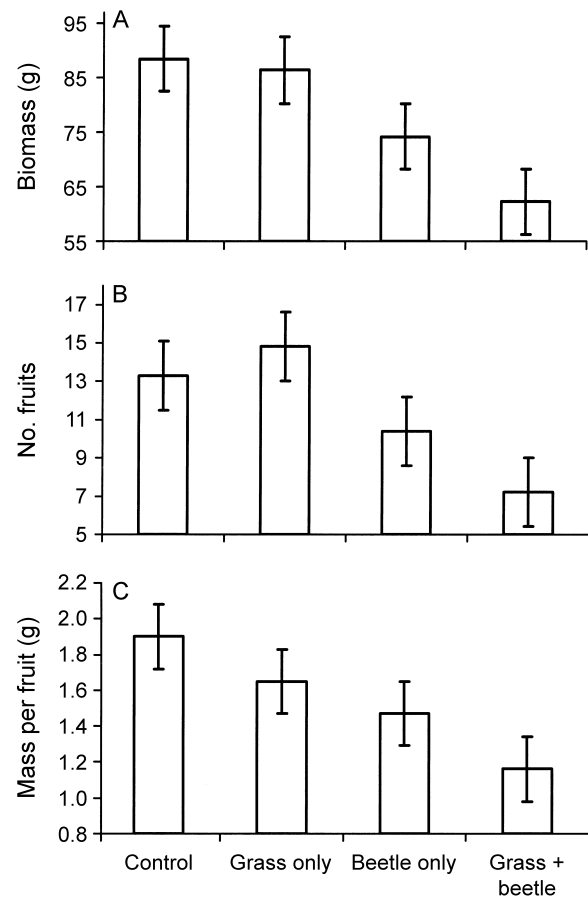 A
Biomass (g)
95
85
75
65
55
B
No. fruits
17
15
13
11
9
7
5
C
Mass per fruit (g)
2.2
2.0
1.8
1.6
1.4
1.2
1.0
0.8
Control
Grass only
Beetle only
Grass +
beetle